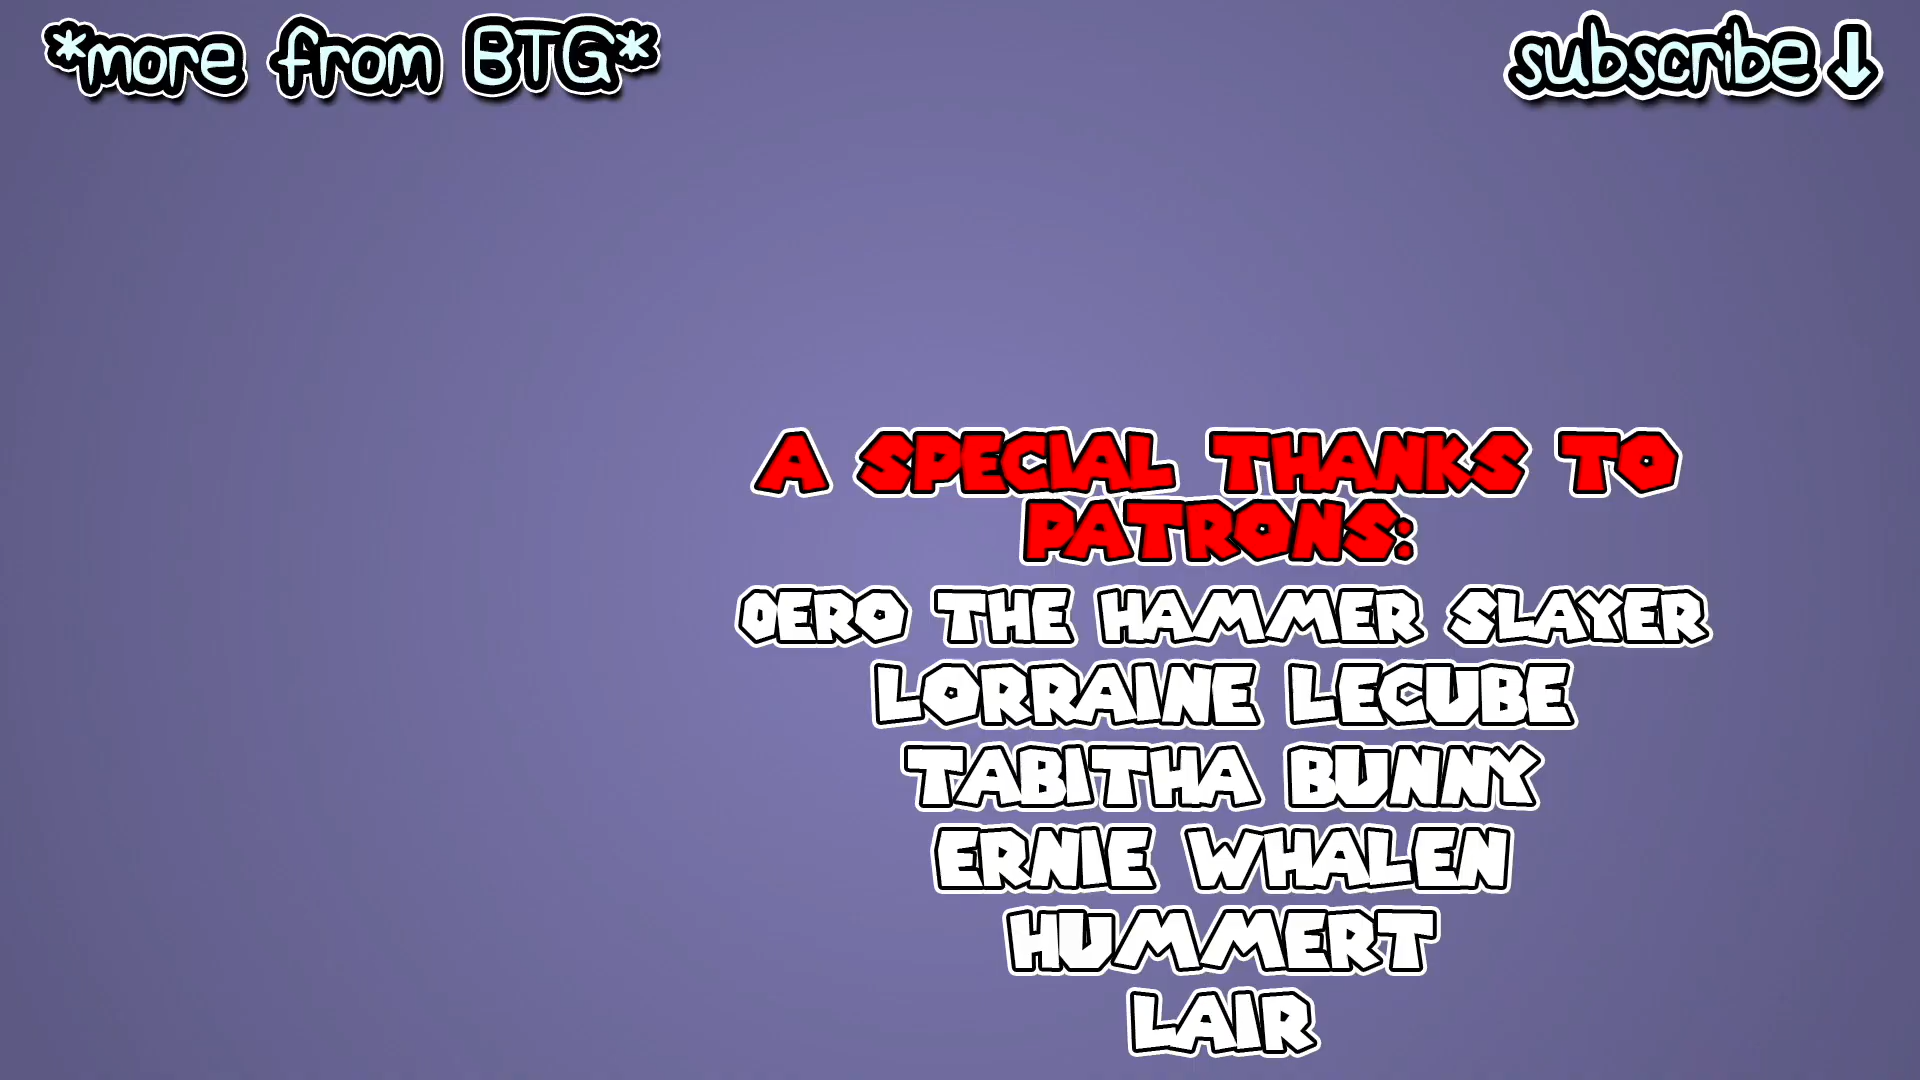 *more from BTG*
subscribe ↓
A SPECIAL THANKS TO
PATRONS:
OERO THE HAMMER SLAYER
LORRAINE LECUBE
TABITHA BUNNY
ERNIE WHALEN
HUMMERT
LAIR